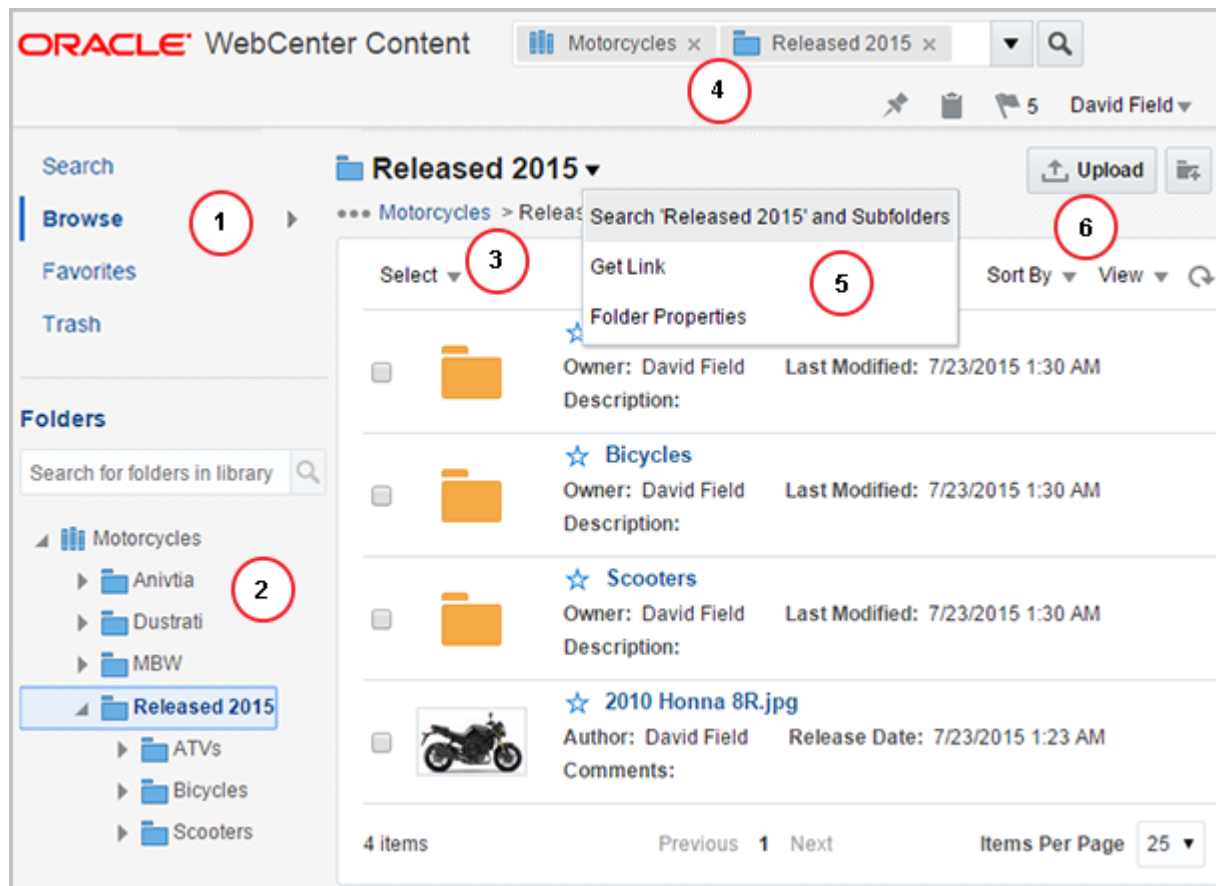 ORACLE WebCenter Content
Motorcycles × Released 2015 ×
4
5 David Field
Search
Browse
1
Favorites
Trash
Released 2015
Upload
Motorcycles > Releas
3
Search 'Released 2015' and Subfolders
Get Link
Folder Properties
5
6
Select
Sort By View
Owner: David Field Last Modified: 7/23/2015 1:30 AM
Description:
Bicycles
Owner: David Field Last Modified: 7/23/2015 1:30 AM
Description:
Scooters
Owner: David Field Last Modified: 7/23/2015 1:30 AM
Description:
2010 Honna 8R.jpg
Author: David Field Release Date: 7/23/2015 1:23 AM
Comments:
4 items
Previous 1 Next
Items Per Page 25
Folders
Search for folders in library
Motorcycles
Anivtia
2
Dustrati
MBW
Released 2015
ATVs
Bicycles
Scooters